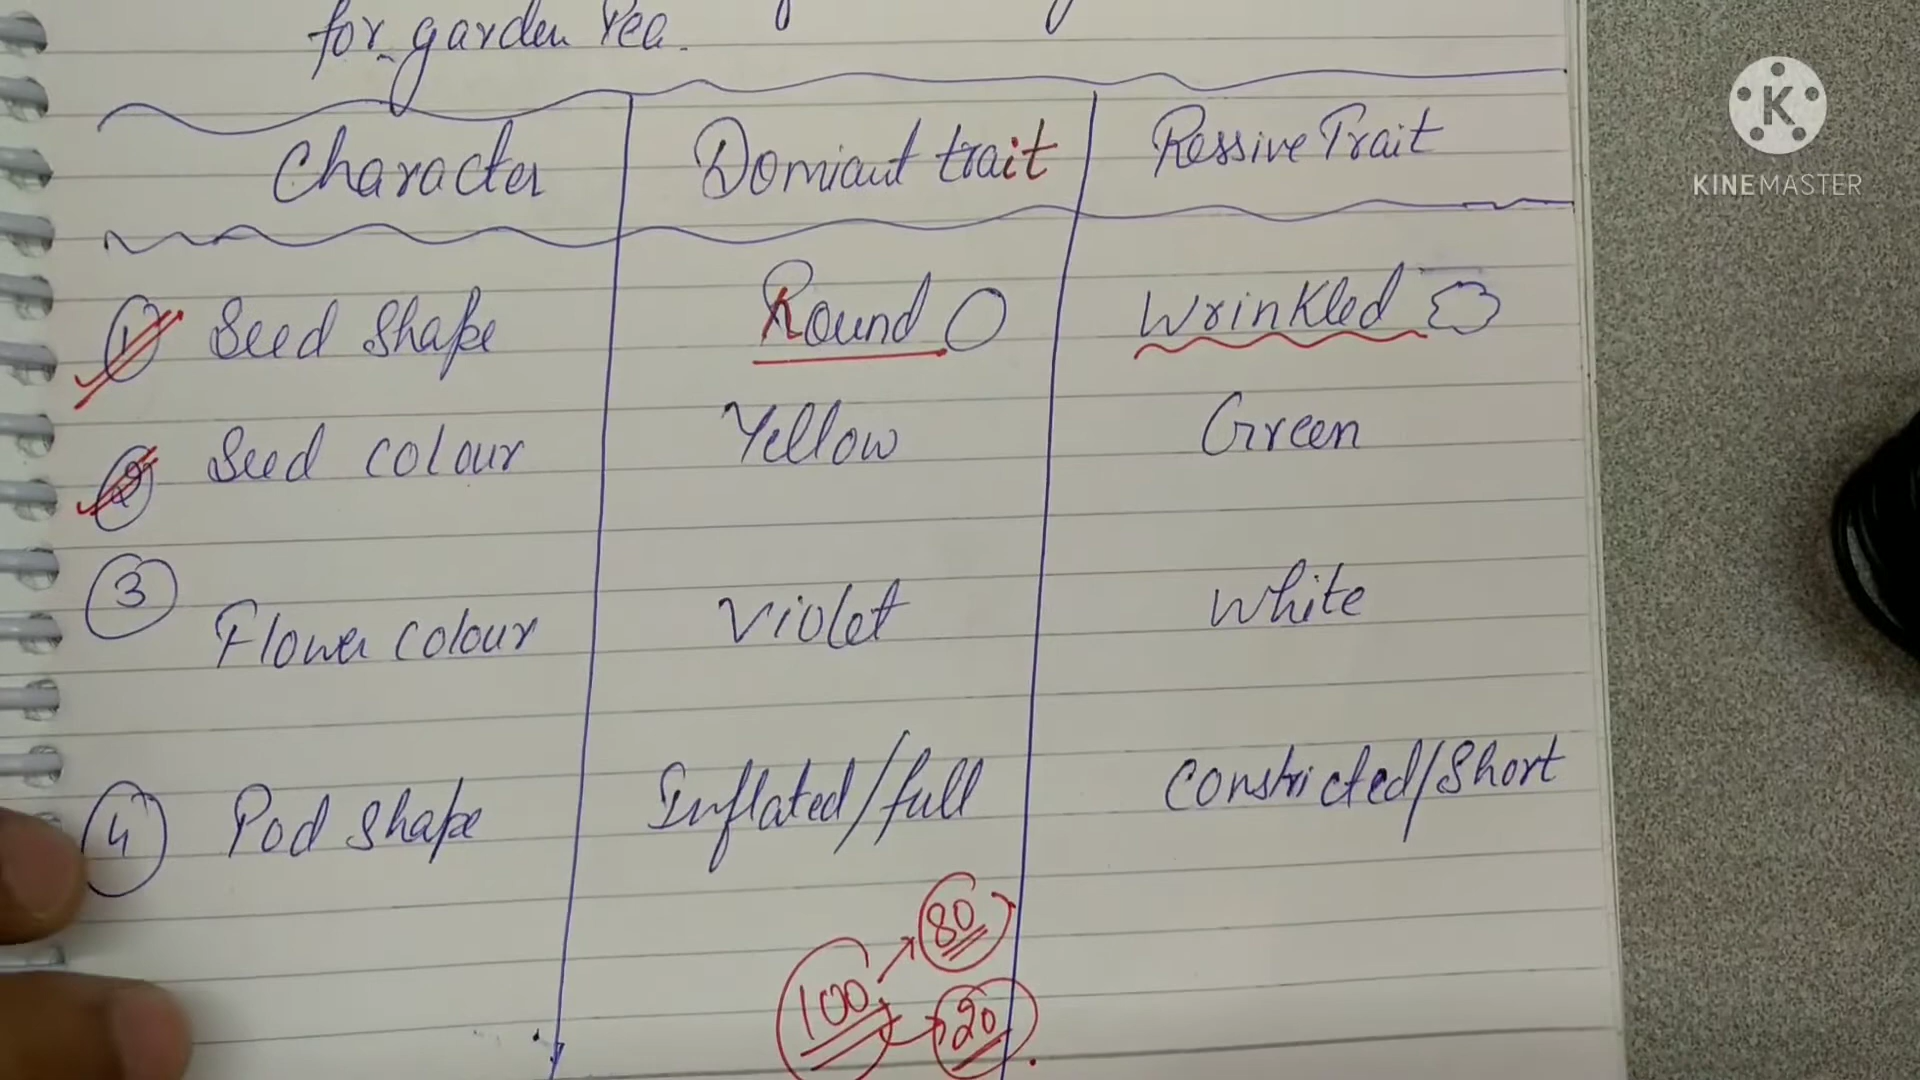 for garden Pea.
Character Domiant trait Ressive Trait
① Seed shape Round Wrinkled
② Seed colour Yellow Green
③ Flower colour Violet White
④ Pod shape Inflated/full Constricted/short
100 80
20
K
KINEMASTER